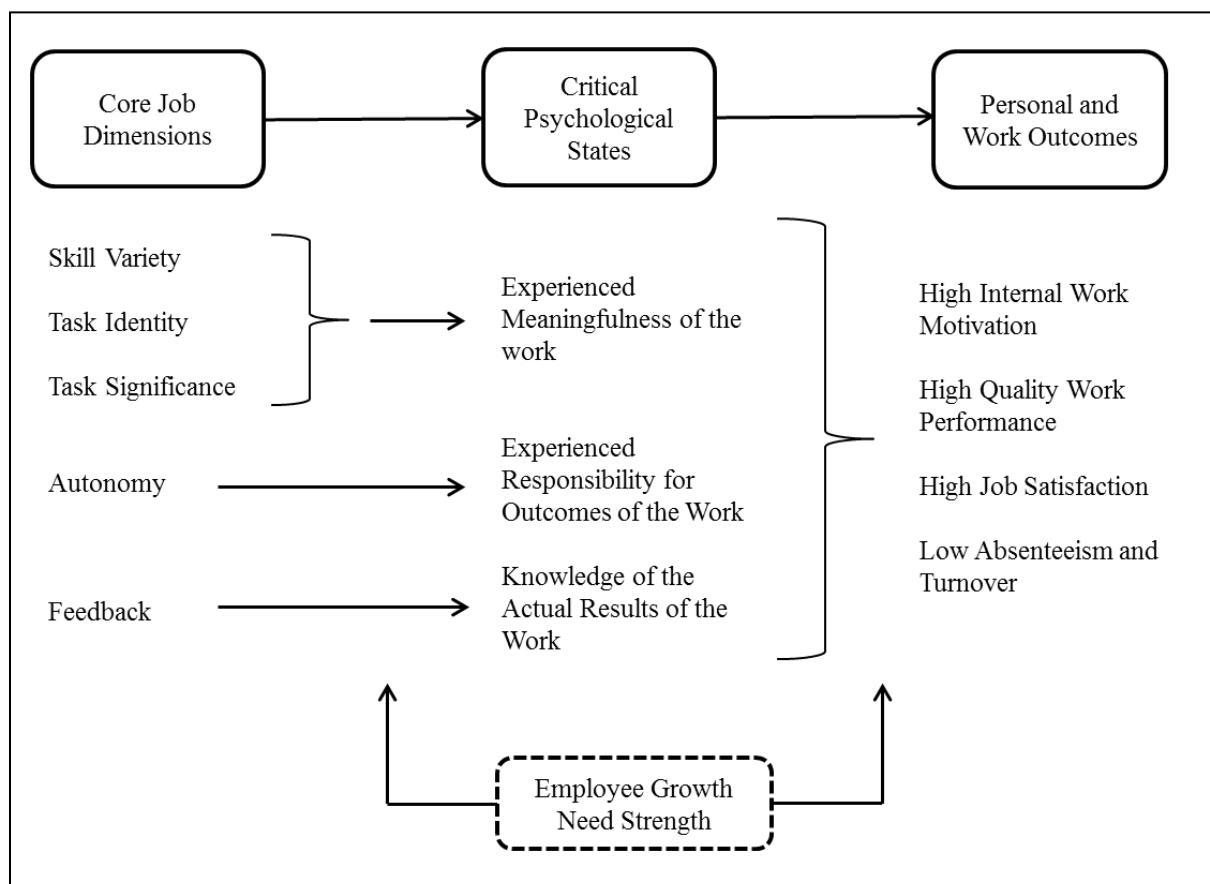 Core Job
Dimensions
Critical
Psychological
States
Personal and
Work Outcomes
Skill Variety
Task Identity
Task Significance
Autonomy
Feedback
Experienced
Meaningfulness of the
work
Experienced
Responsibility for
Outcomes of the Work
Knowledge of the
Actual Results of the
Work
High Internal Work
Motivation
High Quality Work
Performance
High Job Satisfaction
Low Absenteeism and
Turnover
Employee Growth
Need Strength